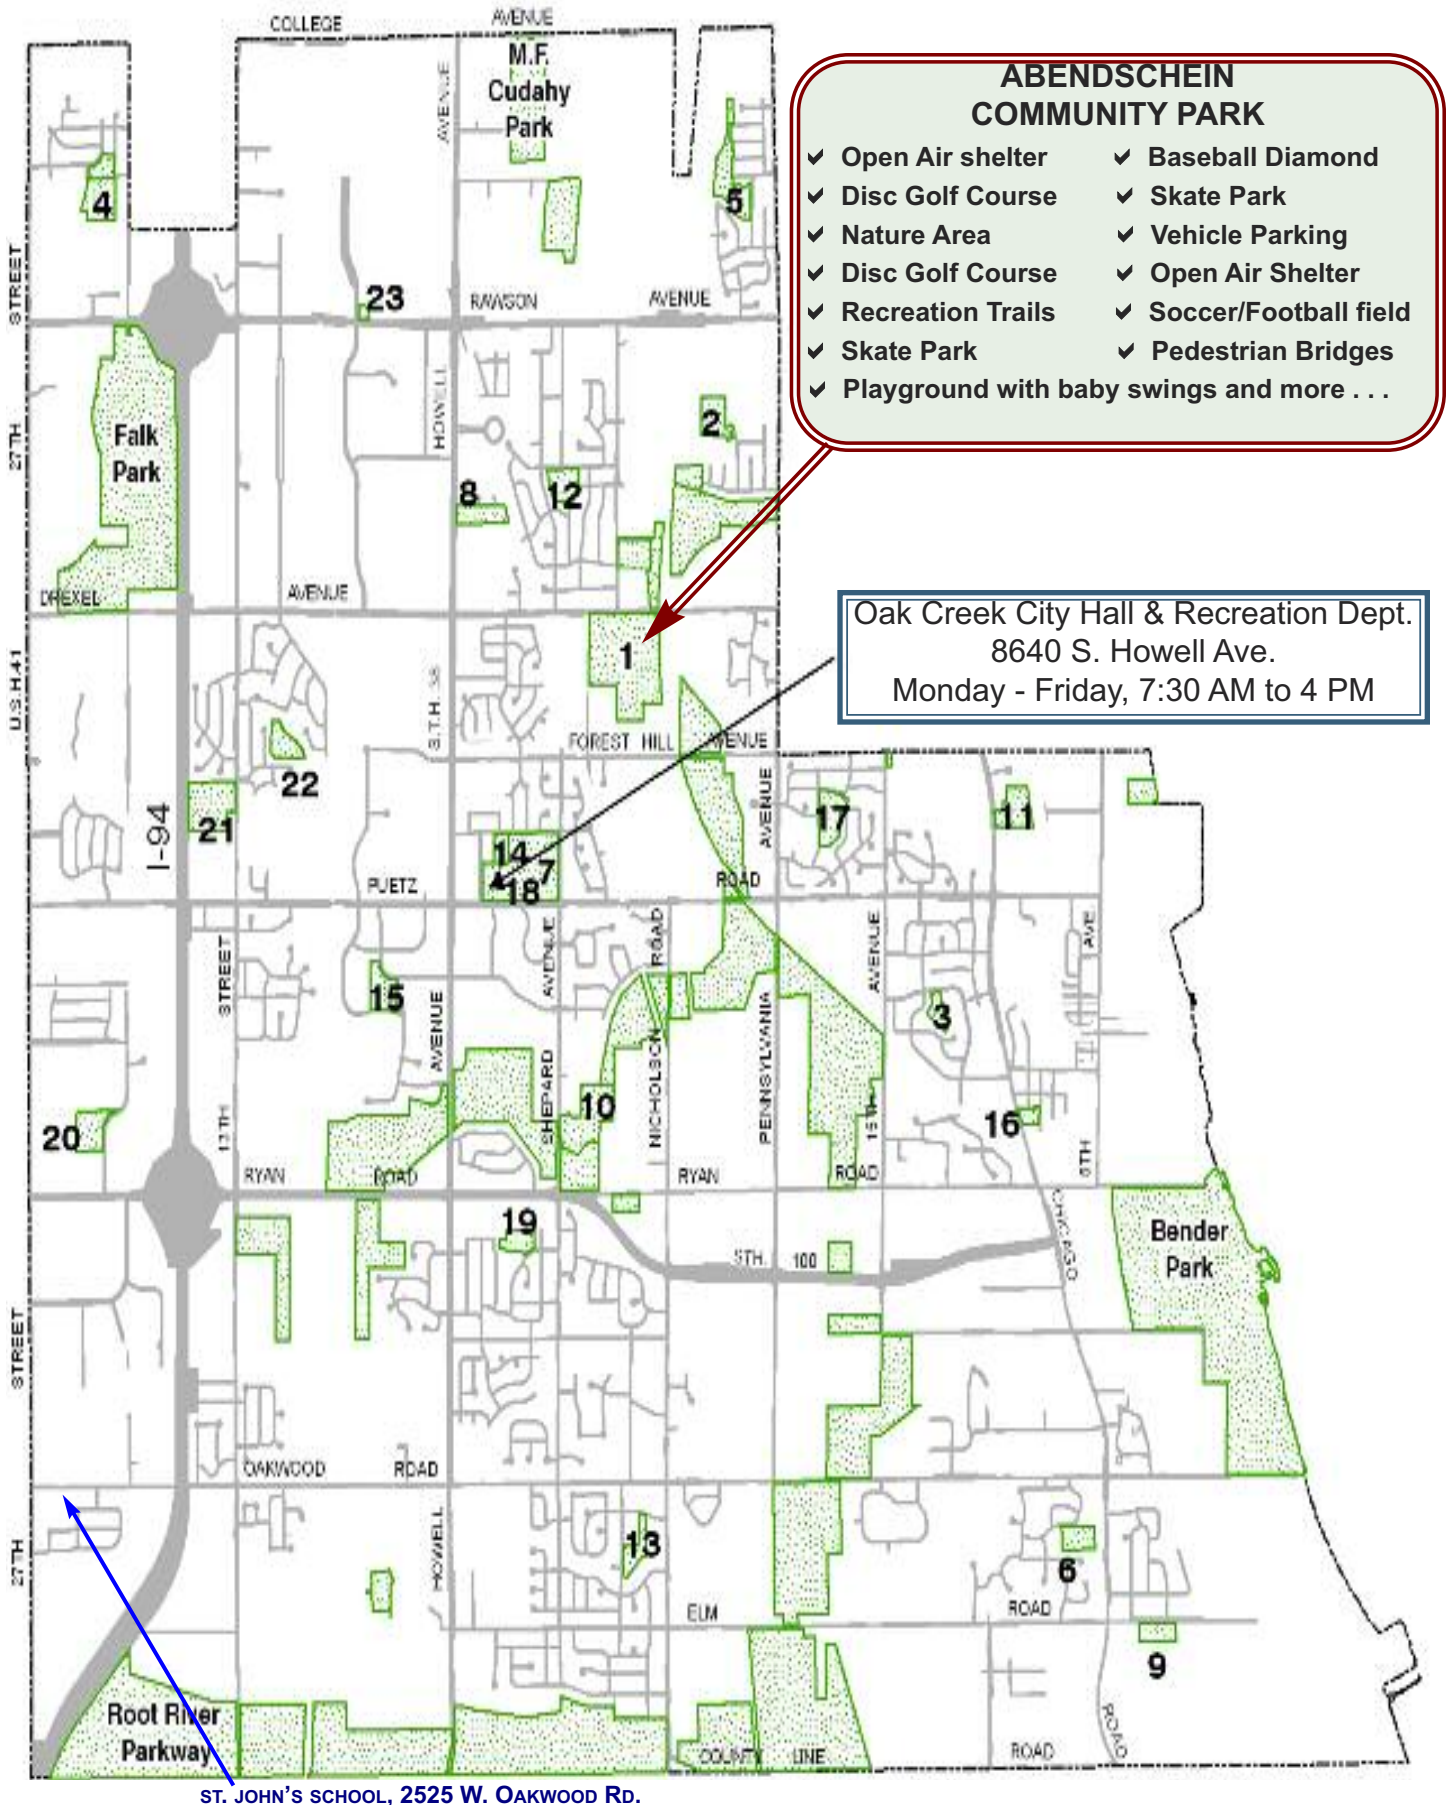 COLLEGE
AVENUE
M.F.
Cudahy
Park
AVENUE
ABENDSCHEIN
COMMUNITY PARK
Open Air shelter
Baseball Diamond
Disc Golf Course
Skate Park
Nature Area
Vehicle Parking
Disc Golf Course
Open Air Shelter
Recreation Trails
Soccer/Football field
Skate Park
Pedestrian Bridges
Playground with baby swings and more . . .
4
5
STREET
23
RAWSON
AVENUE
27TH
Falk
Park
HOWELL
2
8
12
DREXEL
AVENUE
Oak Creek City Hall & Recreation Dept.
8640 S. Howell Ave.
Monday - Friday, 7:30 AM to 4 PM
1
U.S.H.41
S.T.H. 38
FOREST HILL
AVENUE
22
21
I-94
AVENUE
17
11
14
7
18
PUETZ
ROAD
STREET
AVENUE
ROAD
AVENUE
AVE
15
AVENUE
3
PENNSYLVANIA
NICHOLSON
SHEPARD
10
20
13TH
15TH
16
6TH
RYAN
ROAD
RYAN
ROAD
CHICAGO
19
Bender
Park
STH.
100
STREET
OAKWOOD
ROAD
27TH
HOWELL
13
6
ELM
ROAD
9
Root River
Parkway
COUNTY
LINE
ROAD
ROAD
ST. JOHN'S SCHOOL, 2525 W. OAKWOOD RD.